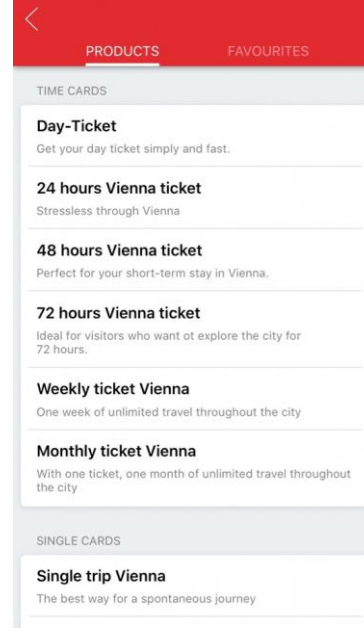 PRODUCTS FAVOURITES
TIME CARDS
Day-Ticket
Get your day ticket simply and fast.
24 hours Vienna ticket
Stressless through Vienna
48 hours Vienna ticket
Perfect for your short-term stay in Vienna.
72 hours Vienna ticket
Ideal for visitors who want ot explore the city for
72 hours.
Weekly ticket Vienna
One week of unlimited travel throughout the city
Monthly ticket Vienna
With one ticket, one month of unlimited travel throughout
the city
SINGLE CARDS
Single trip Vienna
The best way for a spontaneous journey